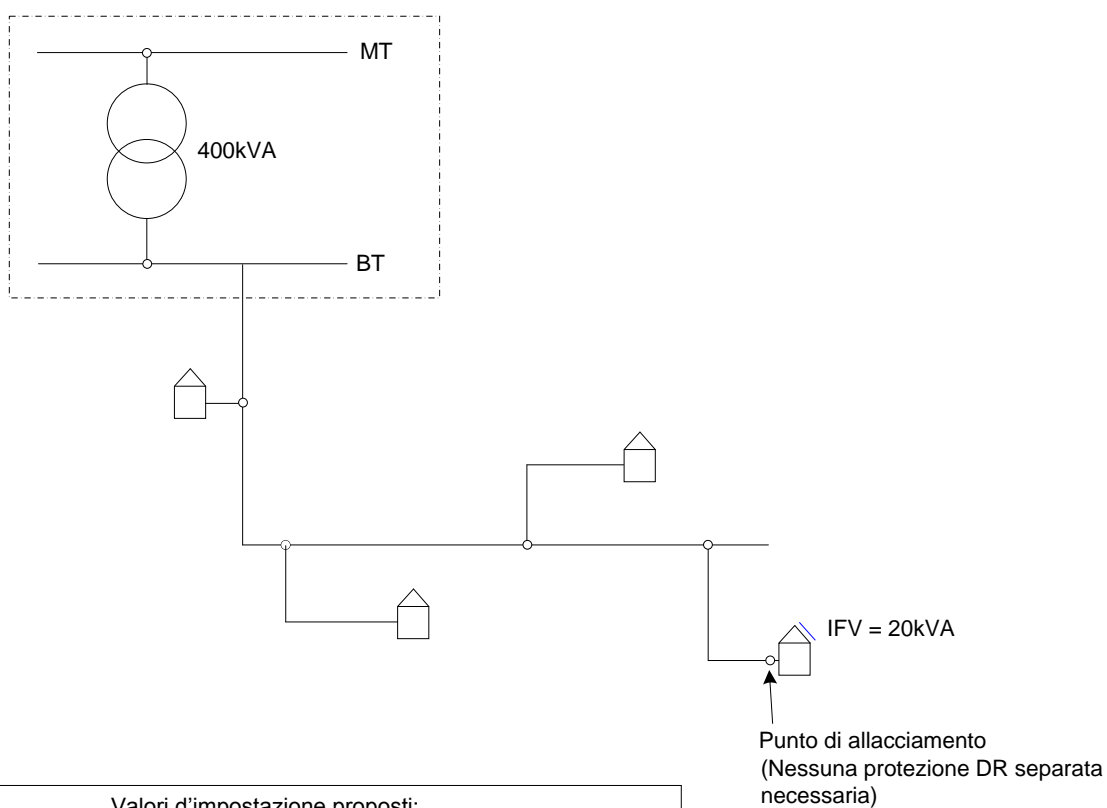 MT
400kVA
BT
IFV = 20kVA
Punto di allacciamento
(Nessuna protezione DR separata
necessaria)
Valori d'impostazione proposti: